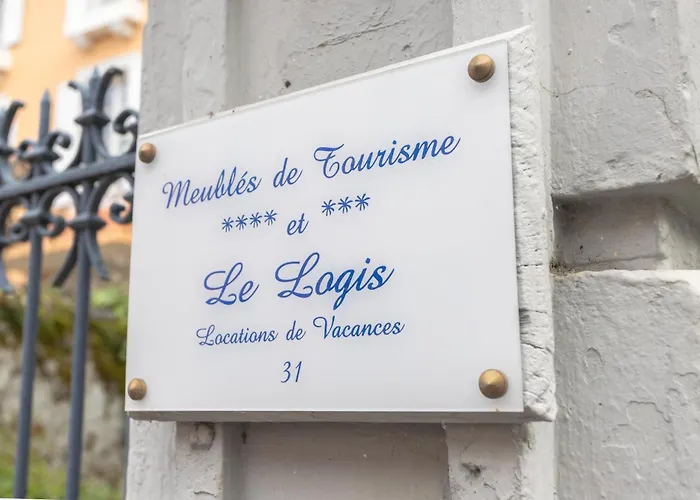 Meublés de Tourisme
**** et ***
Le Logis
Locations de Vacances
31